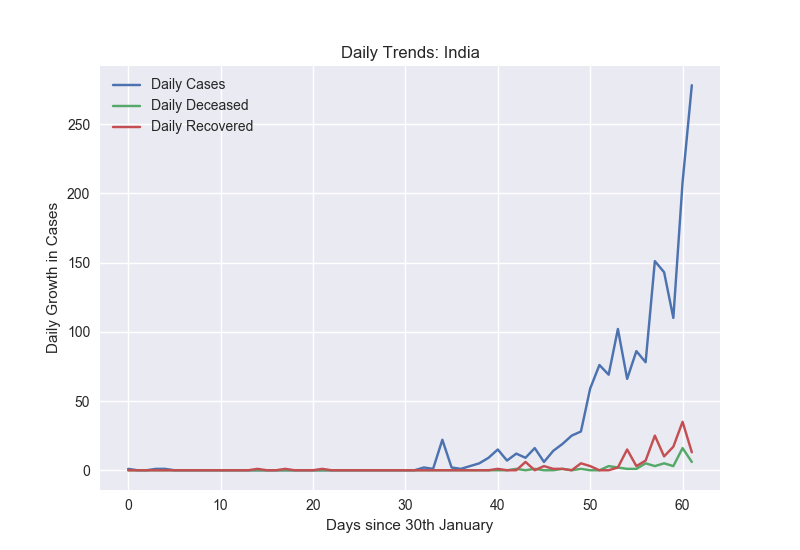 Daily Trends: India
Daily Cases
Daily Deceased
Daily Recovered
Daily Growth in Cases
250
200
150
100
50
0
0 10 20 30 40 50 60
Days since 30th January